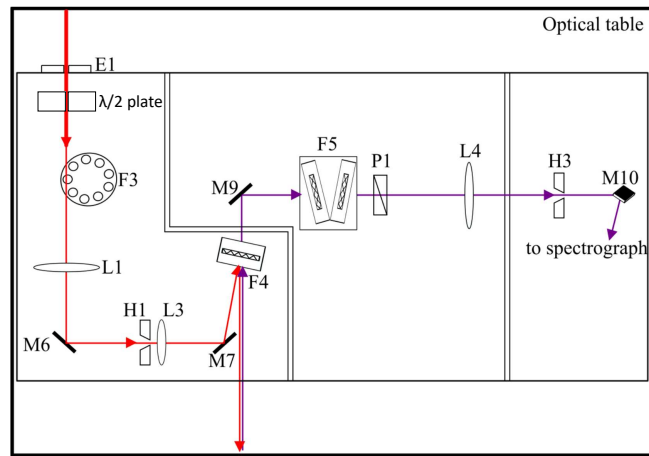 Optical table
E1
λ/2 plate
F3
F5
P1
L4
H3
M10
M9
to spectrograph
L1
F4
H1
L3
M6
M7